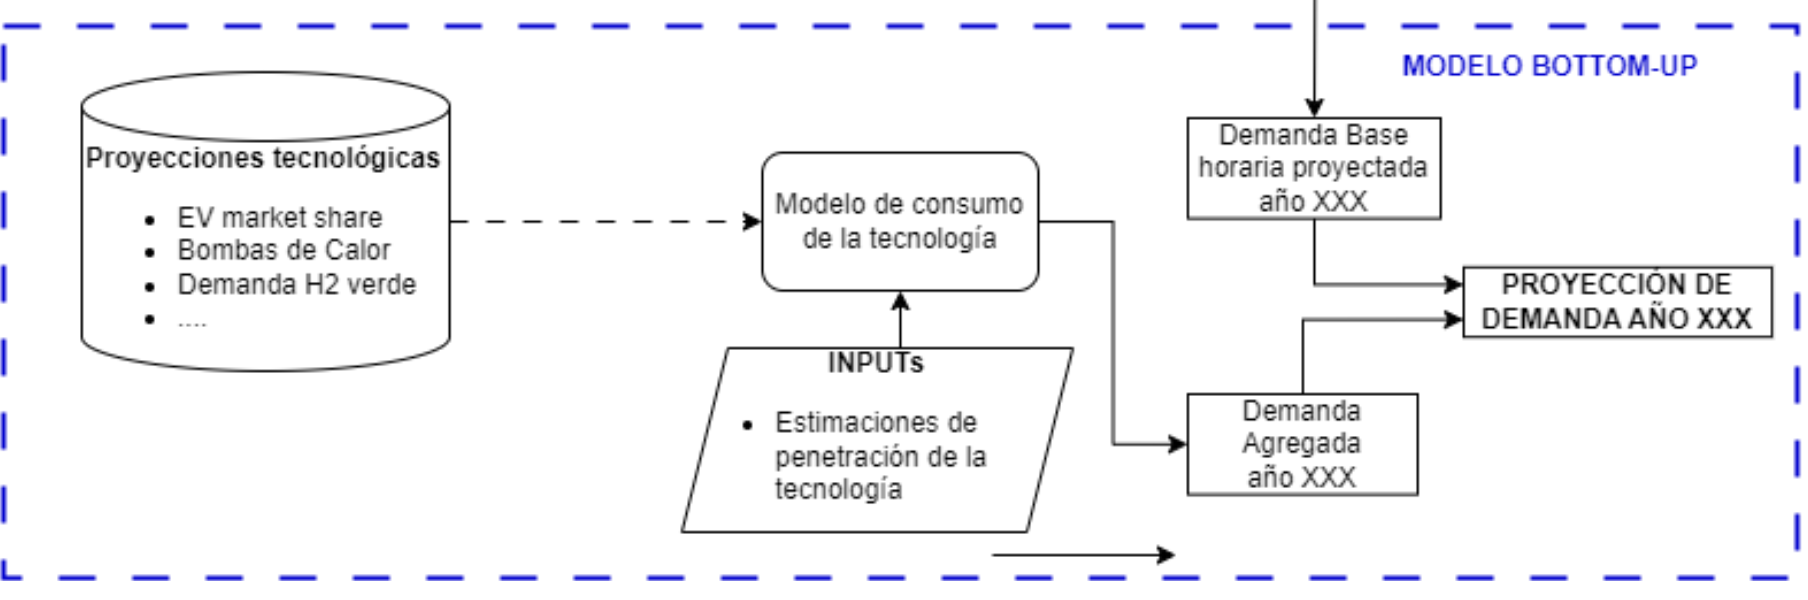 MODELO BOTTOM-UP
Proyecciones tecnológicas
• EV market share
• Bombas de Calor
• Demanda H2 verde
• ....
Modelo de consumo
de la tecnología
INPUTs
• Estimaciones de
penetración de la
tecnología
Demanda Base
horaria proyectada
año XXX
Demanda
Agregada
año XXX
PROYECCIÓN DE
DEMANDA AÑO XXX